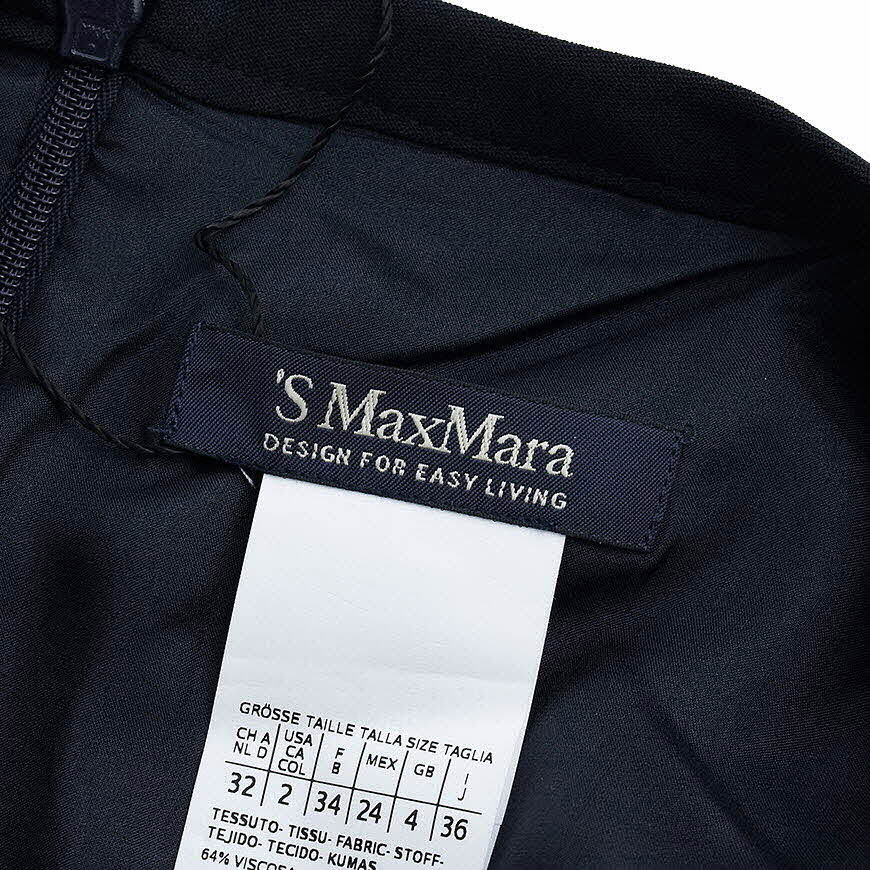 YKK
'S MaxMara
DESIGN FOR EASY LIVING
GRÖSSE TAILLE TALLA SIZE TAGLIA
CH A NL D USA CA COL F B MEX GB I J
32 2 34 24 4 36
TESSUTO- TISSU- FABRIC- STOFF-
TEJIDO- TECIDO- KUMAS
64%